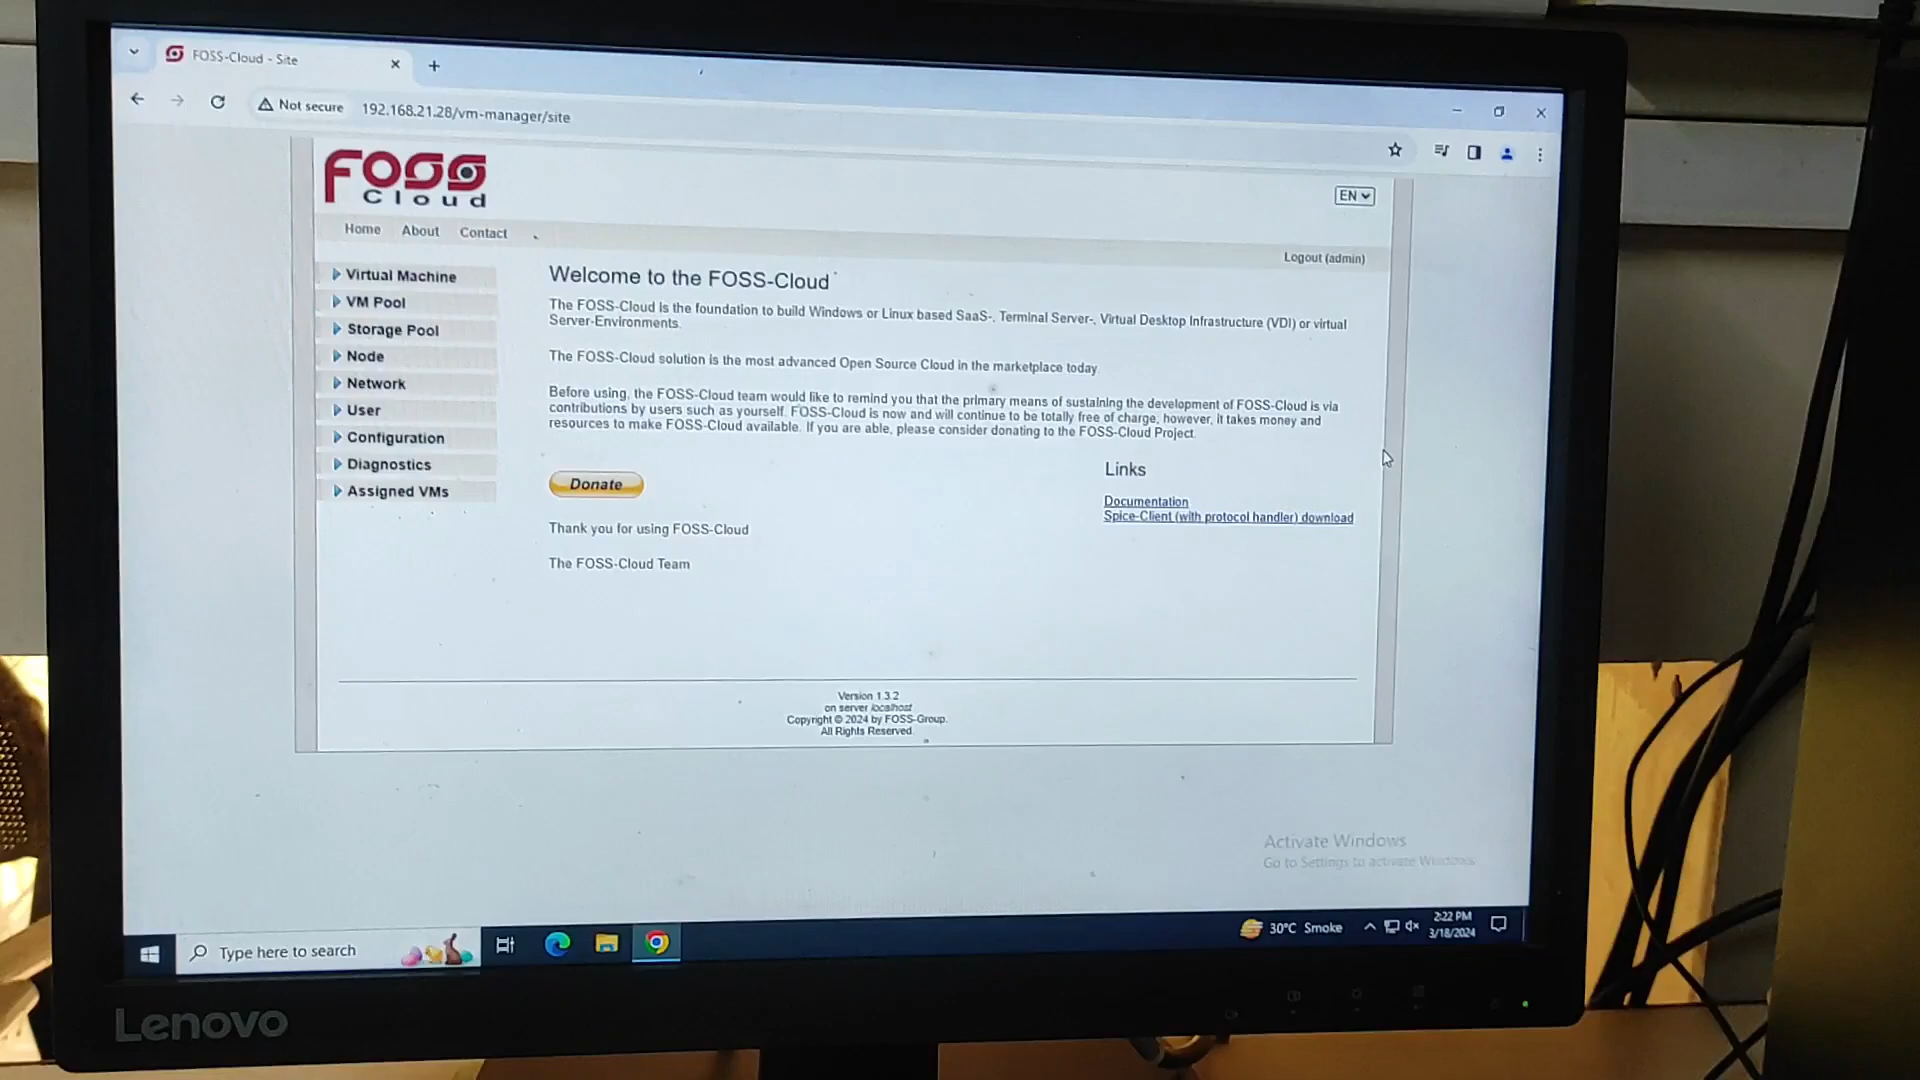 FOSS-Cloud - Site
Not secure
192.168.21.28/vm-manager/site
FOSS
Cloud
EN
Home
About
Contact
Logout (admin)
Virtual Machine
VM Pool
Storage Pool
Node
Network
User
Configuration
Diagnostics
Assigned VMs
Welcome to the FOSS-Cloud
The FOSS-Cloud is the foundation to build Windows or Linux based SaaS-, Terminal Server-, Virtual Desktop Infrastructure (VDI) or virtual
Server-Environments.
The FOSS-Cloud solution is the most advanced Open Source Cloud in the marketplace today.
Before using, the FOSS-Cloud team would like to remind you that the primary means of sustaining the development of FOSS-Cloud is via
contributions by users such as yourself. FOSS-Cloud is now and will continue to be totally free of charge, however, it takes money and
resources to make FOSS-Cloud available. If you are able, please consider donating to the FOSS-Cloud Project.
Donate
Thank you for using FOSS-Cloud
The FOSS-Cloud Team
Links
Documentation
Spice-Client (with protocol handler) download
Version 1.3.2
on server localhost
Copyright © 2024 by FOSS-Group.
All Rights Reserved.
Activate Windows
Go to Settings to activate Windows.
Type here to search
30°C Smoke
2:22 PM
3/18/2024
Lenovo